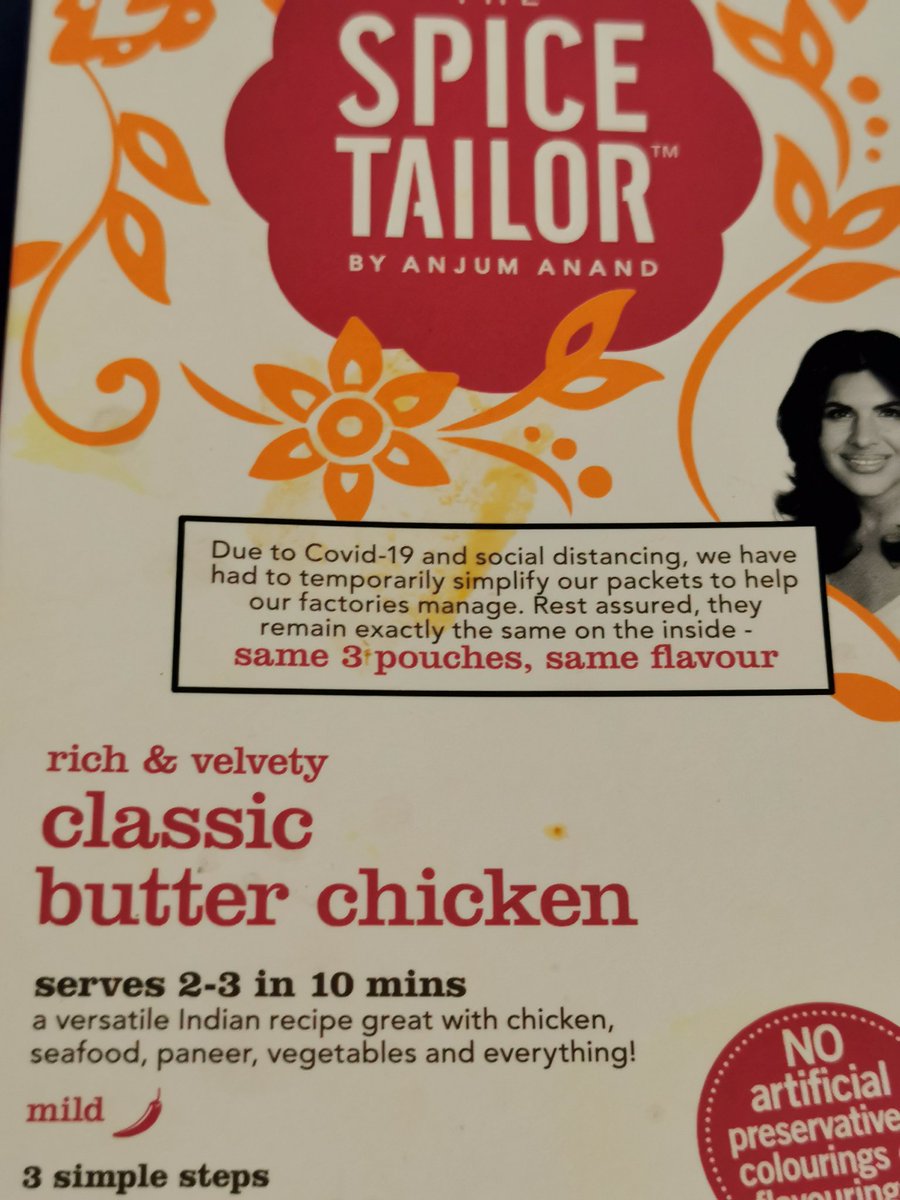 THE
SPICE
TAILOR™
BY ANJUM ANAND
Due to Covid-19 and social distancing, we have
had to temporarily simplify our packets to help
our factories manage. Rest assured, they
remain exactly the same on the inside -
same 3 pouches, same flavour
rich & velvety
classic
butter chicken
serves 2-3 in 10 mins
a versatile Indian recipe great with chicken,
seafood, paneer, vegetables and everything!
mild
3 simple steps
NO
artificial
preservative
colourings